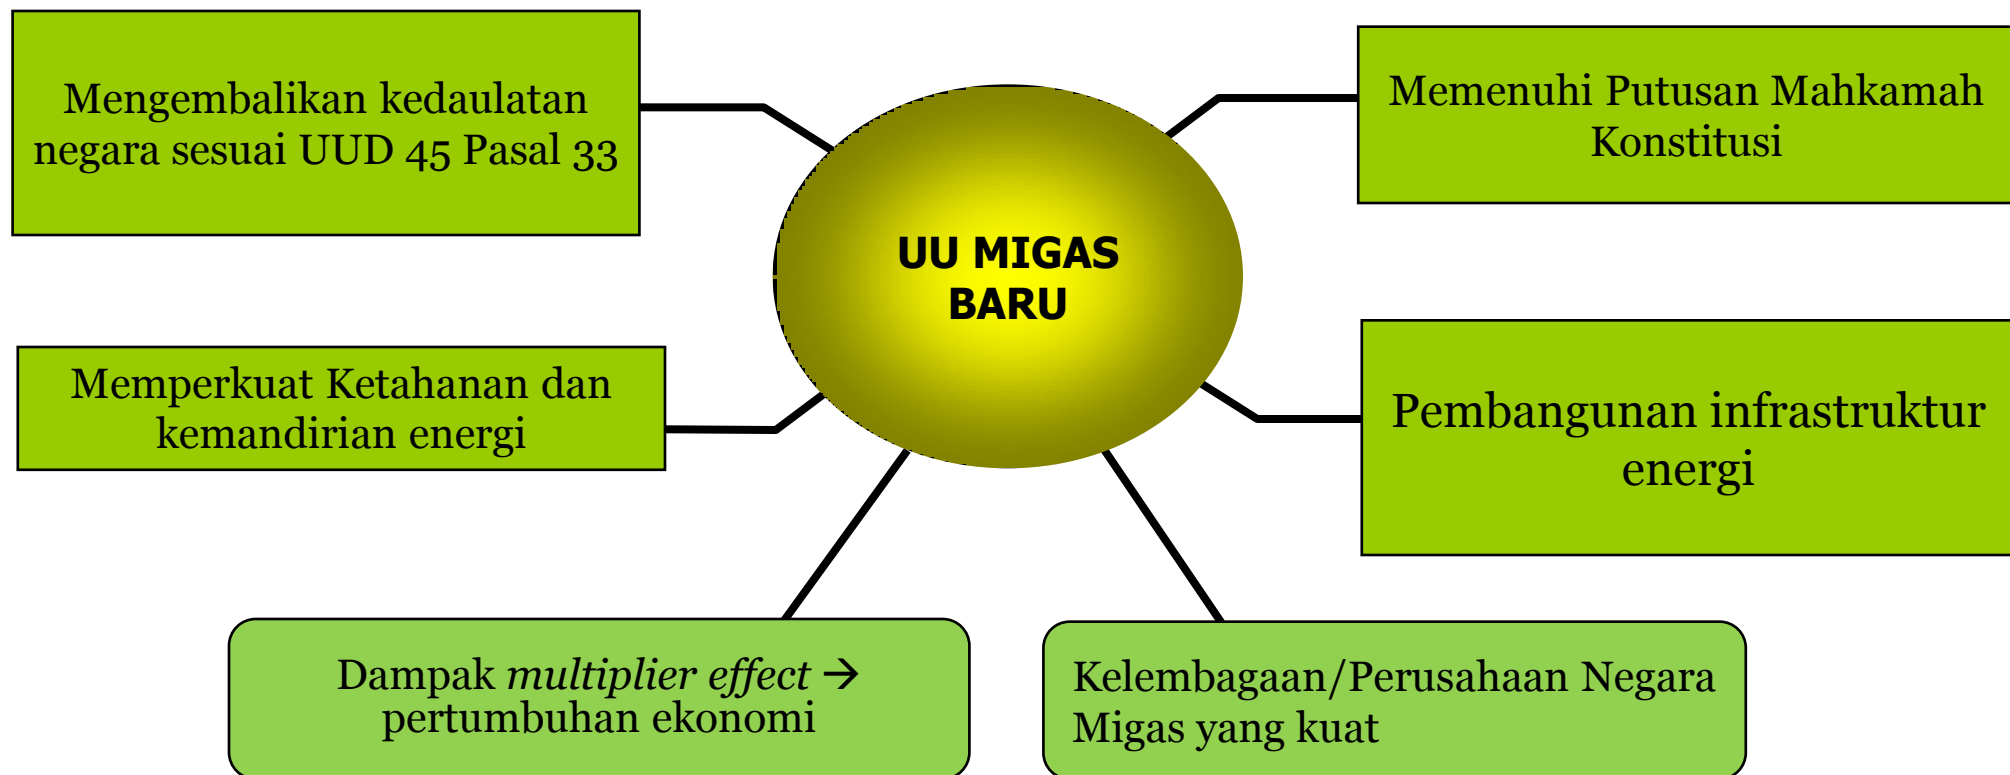 Mengembalikan kedaulatan
negara sesuai UUD 45 Pasal 33
Memenuhi Putusan Mahkamah
Konstitusi
UU MIGAS
BARU
Memperkuat Ketahanan dan
kemandirian energi
Pembangunan infrastruktur
energi
Dampak multiplier effect →
pertumbuhan ekonomi
Kelembagaan/Perusahaan Negara
Migas yang kuat